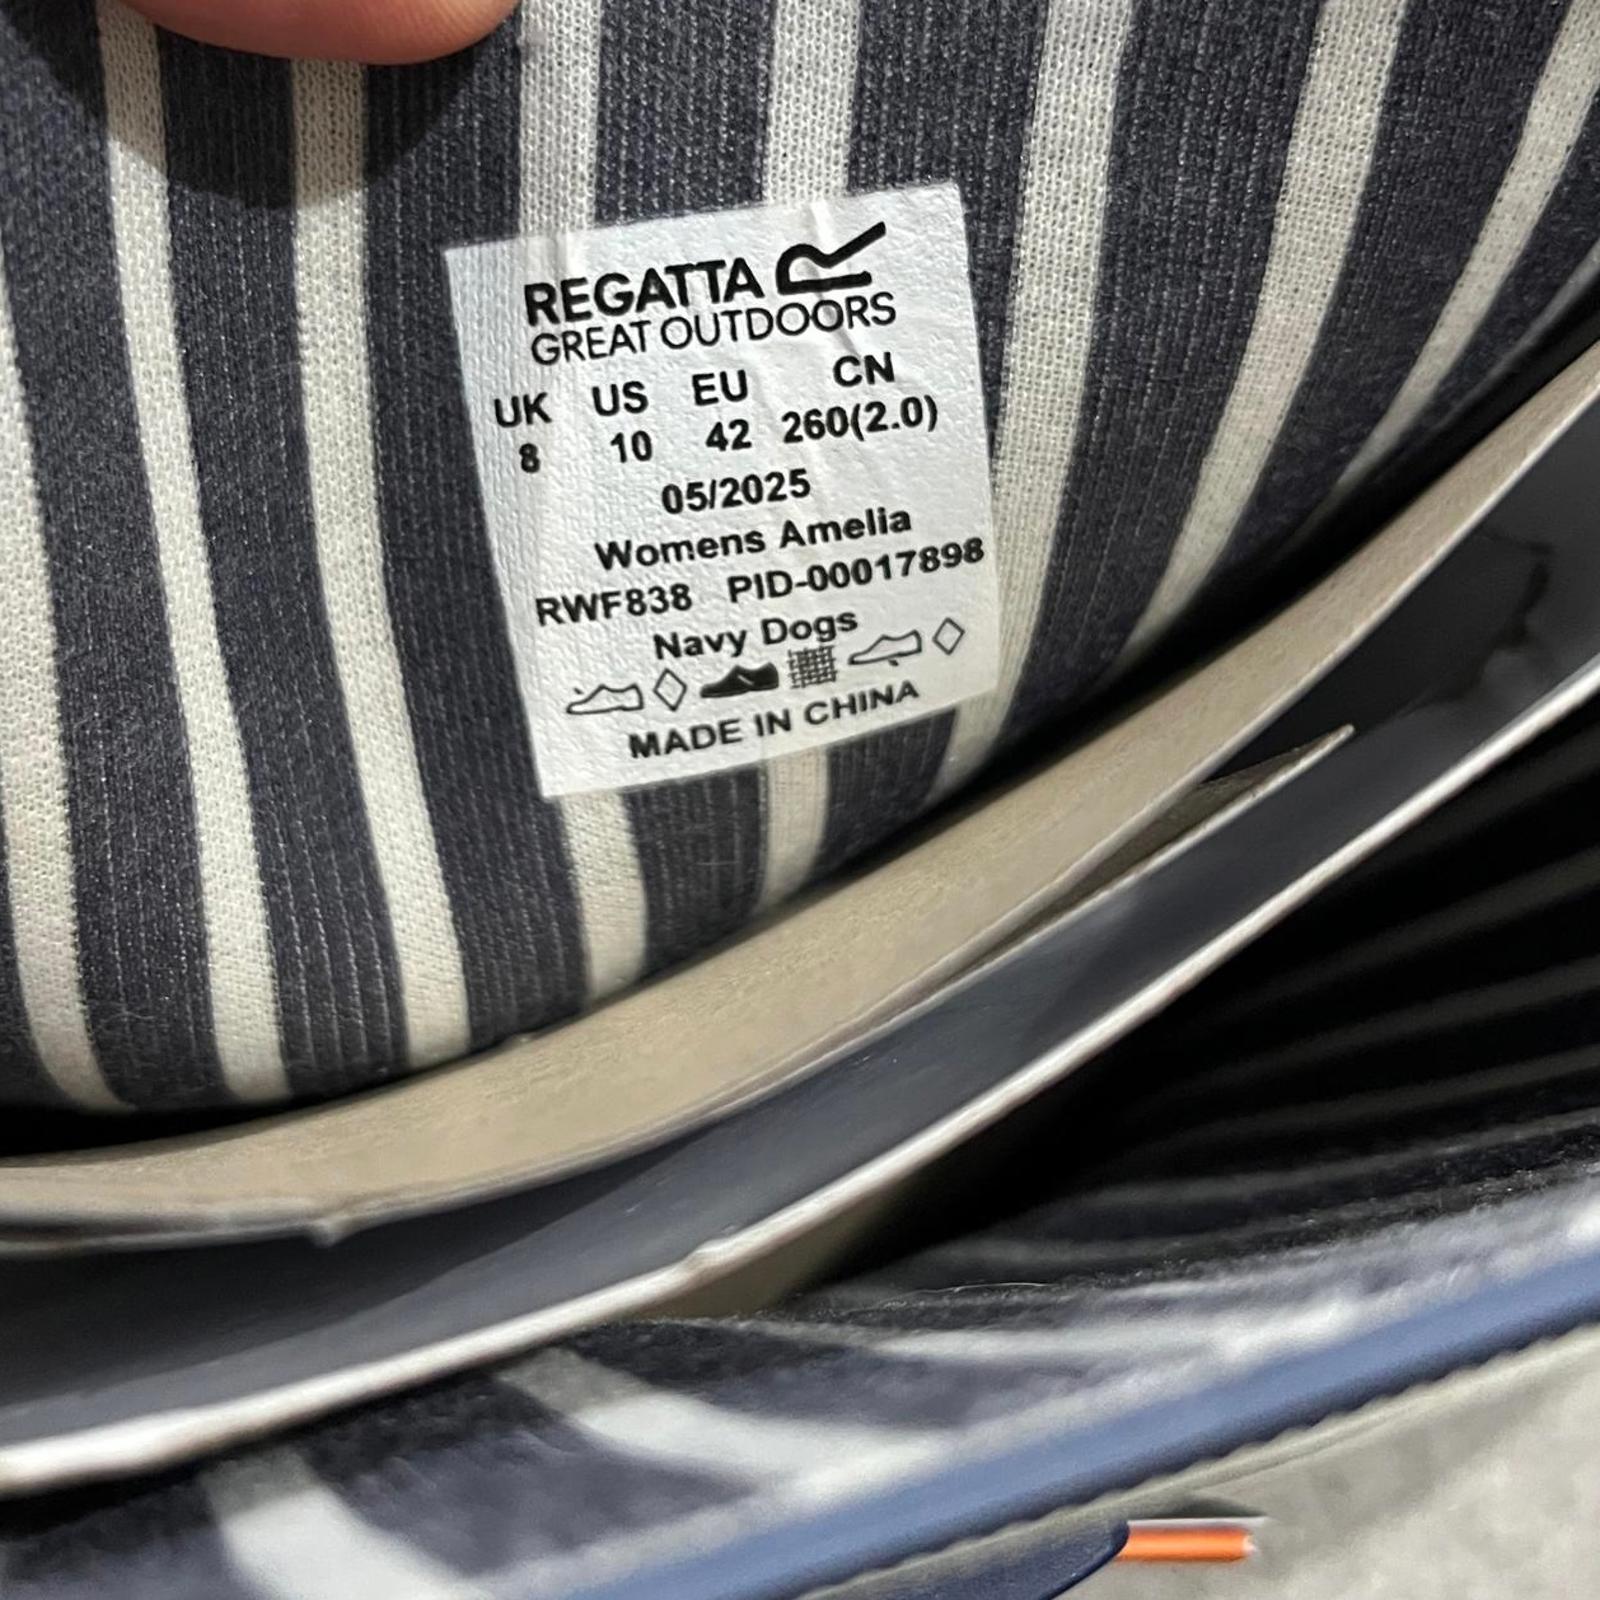 REGATTA
GREAT OUTDOORS
UK US EU CN
8 10 42 260(2.0)
05/2025
Womens Amelia
RWF838 PID-00017898
Navy Dogs
MADE IN CHINA